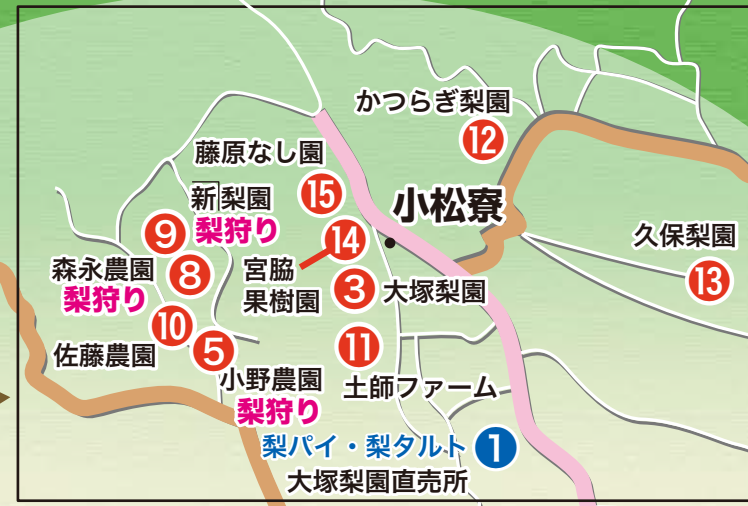 かつらぎ梨園
⑫
藤原なし園
⑮
小松寮
新梨園
梨狩り
⑨
⑭
久保梨園
⑬
森永農園
梨狩り
⑧
宮脇
果樹園
③ 大塚梨園
⑩
佐藤農園
⑤
⑪
小野農園
梨狩り
土師ファーム
梨パイ・梨タルト ①
大塚梨園直売所